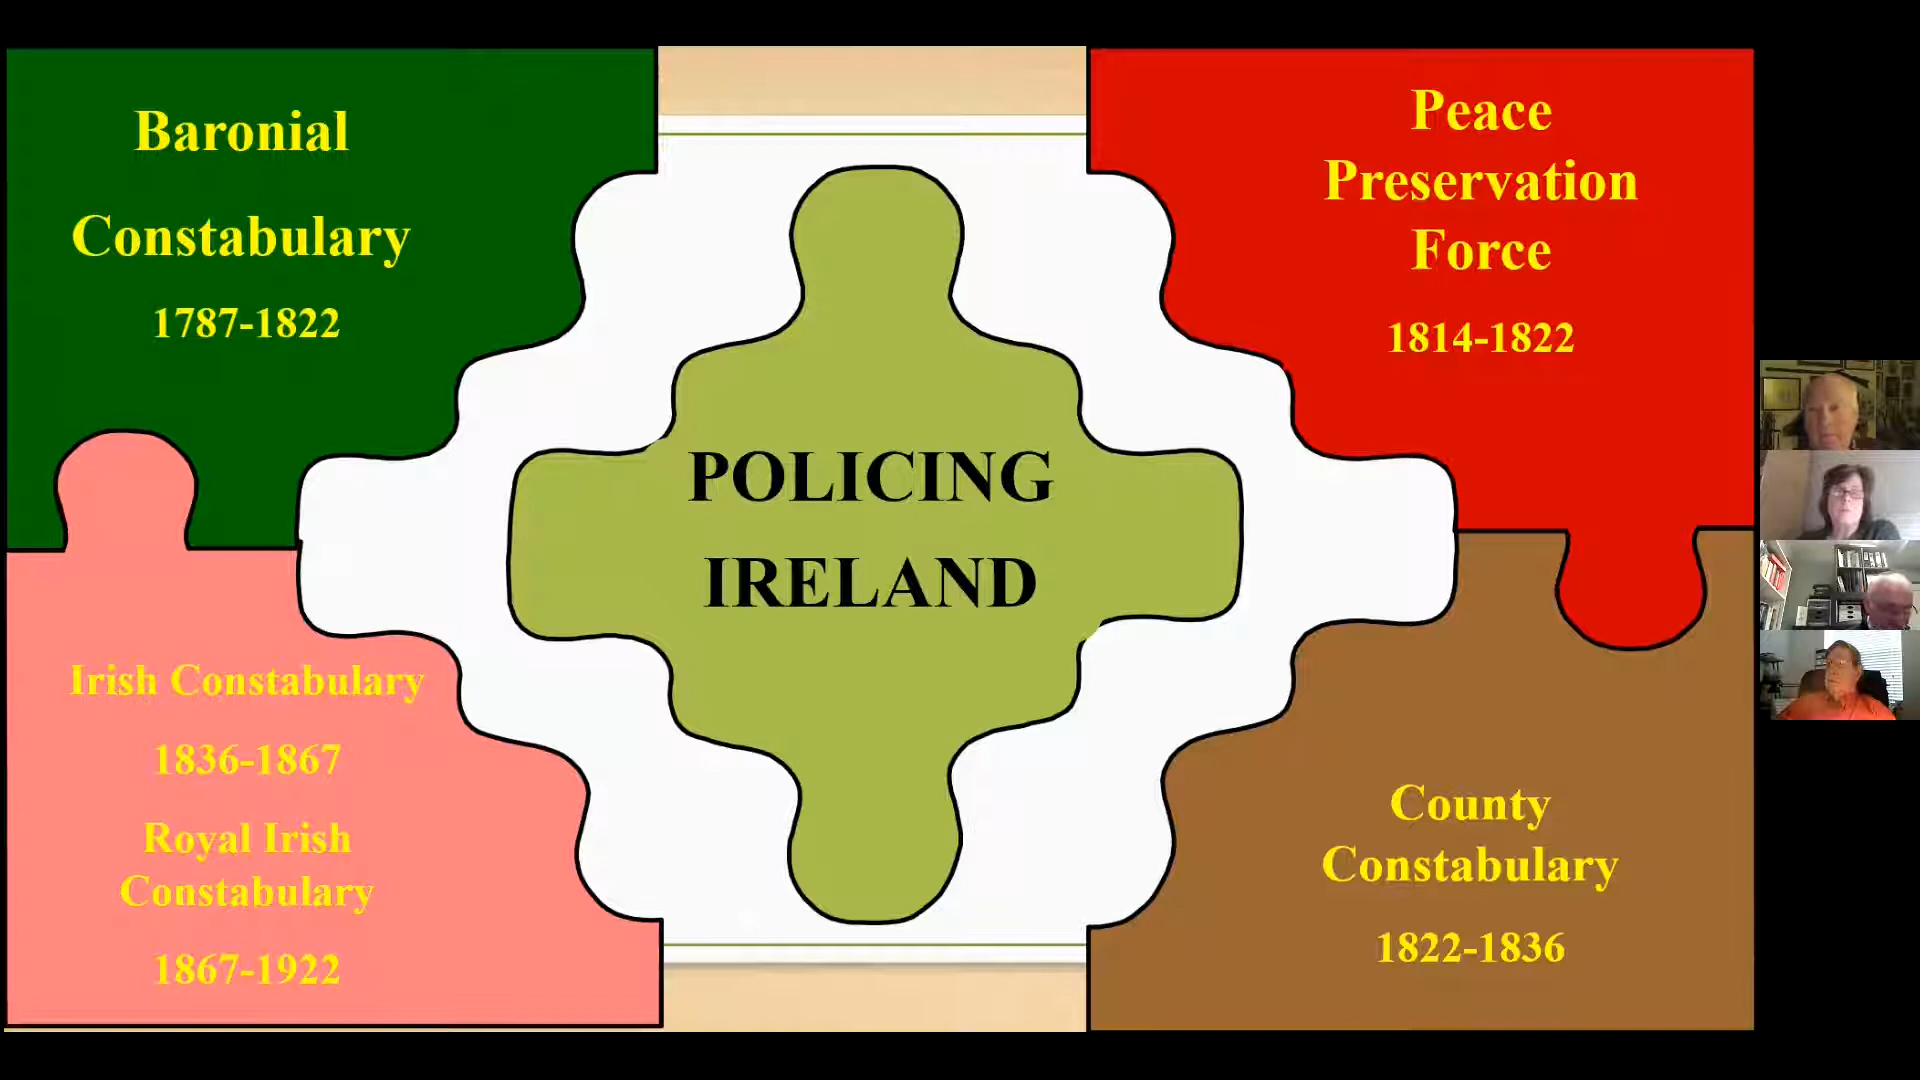 Baronial
Constabulary
1787-1822
Peace
Preservation
Force
1814-1822
POLICING
IRELAND
Irish Constabulary
1836-1867
Royal Irish
Constabulary
1867-1922
County
Constabulary
1822-1836